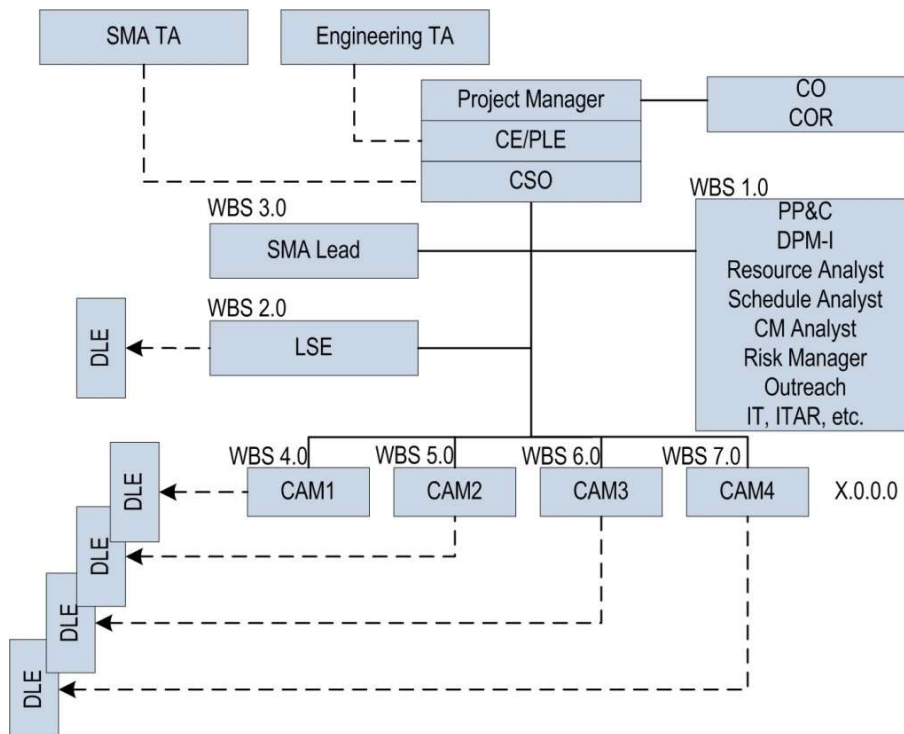 SMA TA
Engineering TA
Project Manager
CE/PLE
CSO
CO
COR
WBS 1.0
PP&C
DPM-I
Resource Analyst
Schedule Analyst
CM Analyst
Risk Manager
Outreach
IT, ITAR, etc.
WBS 3.0
SMA Lead
WBS 2.0
LSE
DLE
WBS 4.0
CAM1
WBS 5.0
CAM2
WBS 6.0
CAM3
WBS 7.0
CAM4
X.0.0.0
DLE
DLE
DLE
DLE